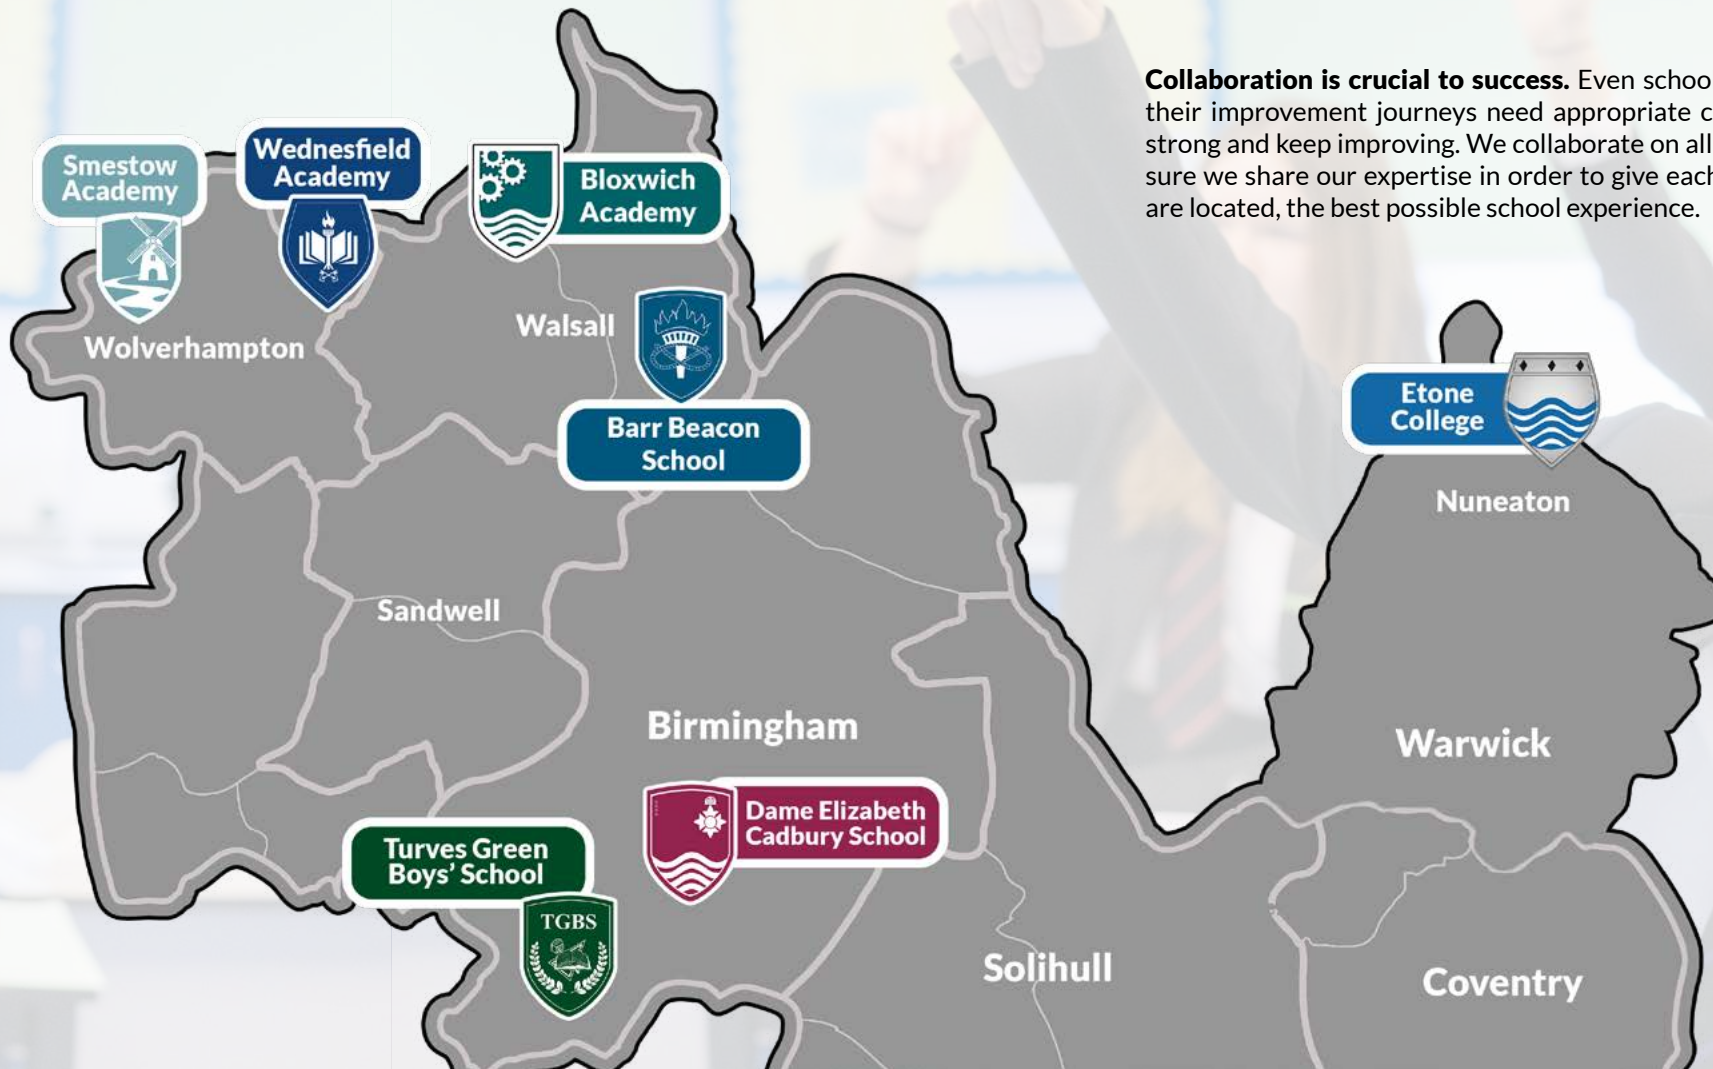 Collaboration is crucial to success. Even schoo
their improvement journeys need appropriate c
strong and keep improving. We collaborate on all
sure we share our expertise in order to give each
are located, the best possible school experience.
Smestow
Academy
Wednesfield
Academy
Bloxwich
Academy
Wolverhampton
Walsall
Barr Beacon
School
Etone
College
Nuneaton
Sandwell
Birmingham
Warwick
Dame Elizabeth
Cadbury School
Turves Green
Boys' School
TGBS
Solihull
Coventry